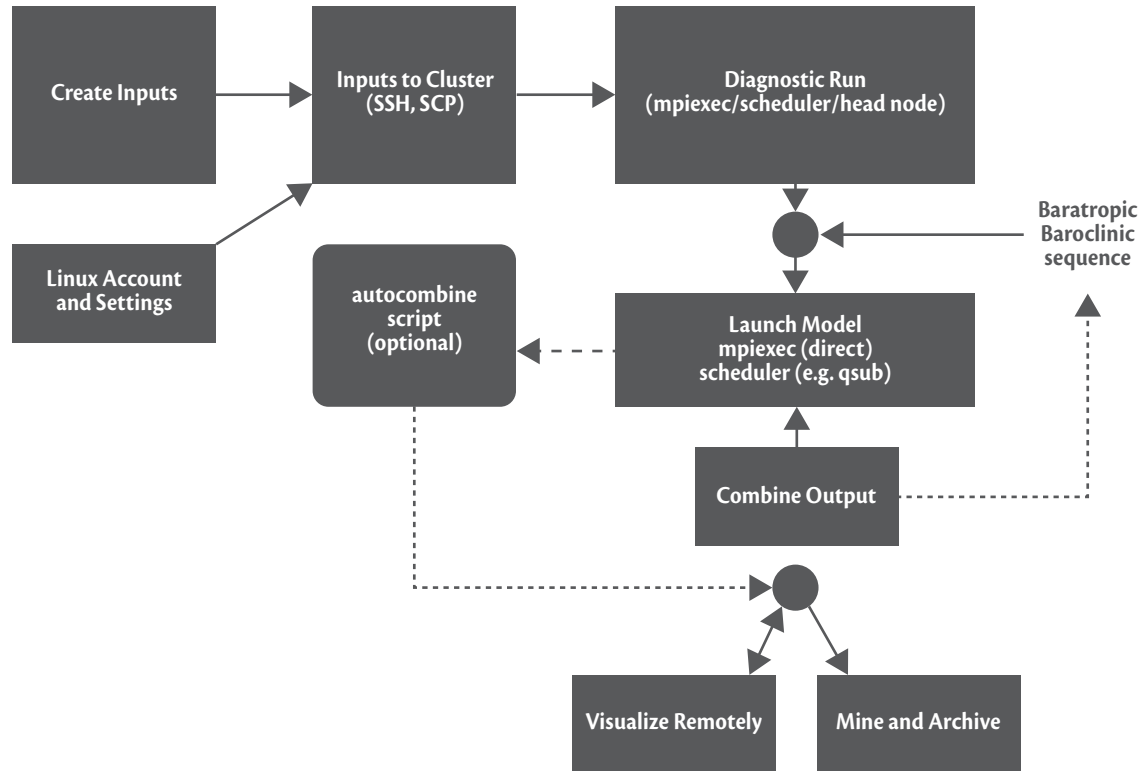 Create Inputs
Inputs to Cluster
(SSH, SCP)
Diagnostic Run
(mpiexec/scheduler/head node)
Baratropic
Baroclinic
sequence
Linux Account
and Settings
autocombine
script
(optional)
Launch Model
mpiexec (direct)
scheduler (e.g. qsub)
Combine Output
Visualize Remotely
Mine and Archive